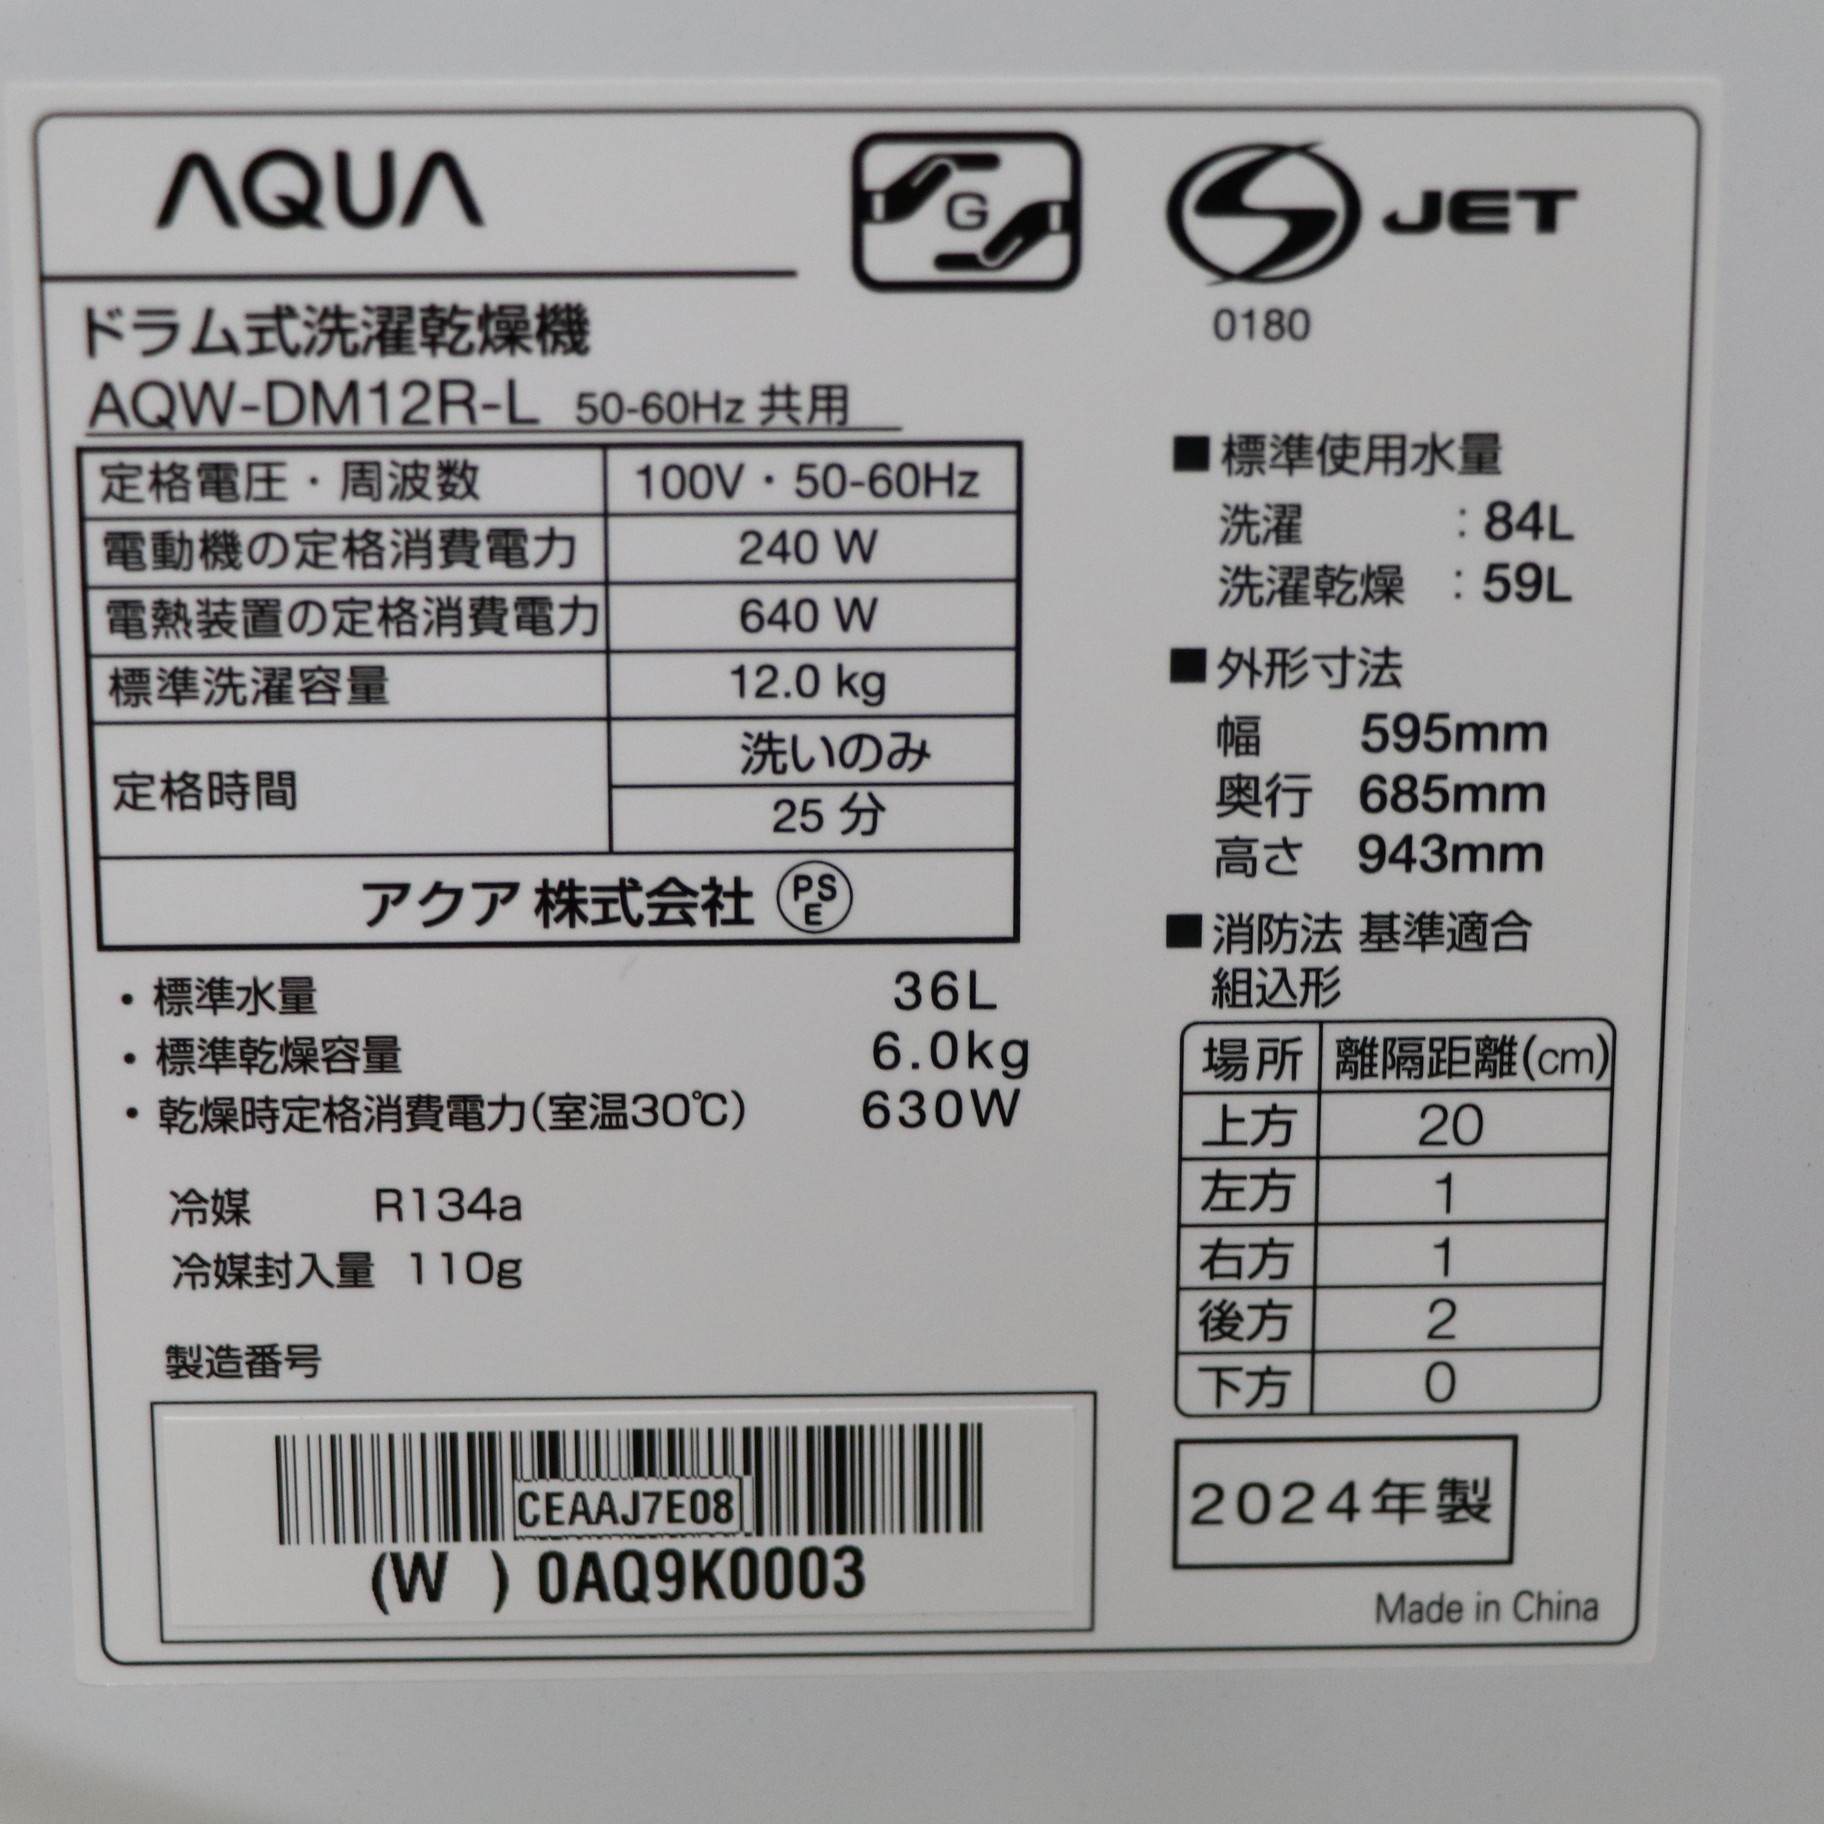 AQUA
G
JET
0180
ドラム式洗濯乾燥機
AQW-DM12R-L 50-60Hz 共用
定格電圧・周波数 100V・50-60Hz
電動機の定格消費電力 240 W
電熱装置の定格消費電力 640 W
標準洗濯容量 12.0 kg
定格時間 洗いのみ
25 分
アクア 株式会社 PSE
・標準水量 36L
・標準乾燥容量 6.0kg
・乾燥時定格消費電力(室温30℃) 630W
冷媒 R134a
冷媒封入量 110g
製造番号
CEAAJ7E08
(W ) 0AQ9K0003
■標準使用水量
洗濯 : 84L
洗濯乾燥 : 59L
■外形寸法
幅 595mm
奥行 685mm
高さ 943mm
■消防法 基準適合
組込形
場所 離隔距離(cm)
上方 20
左方 1
右方 1
後方 2
下方 0
2024年製
Made in China